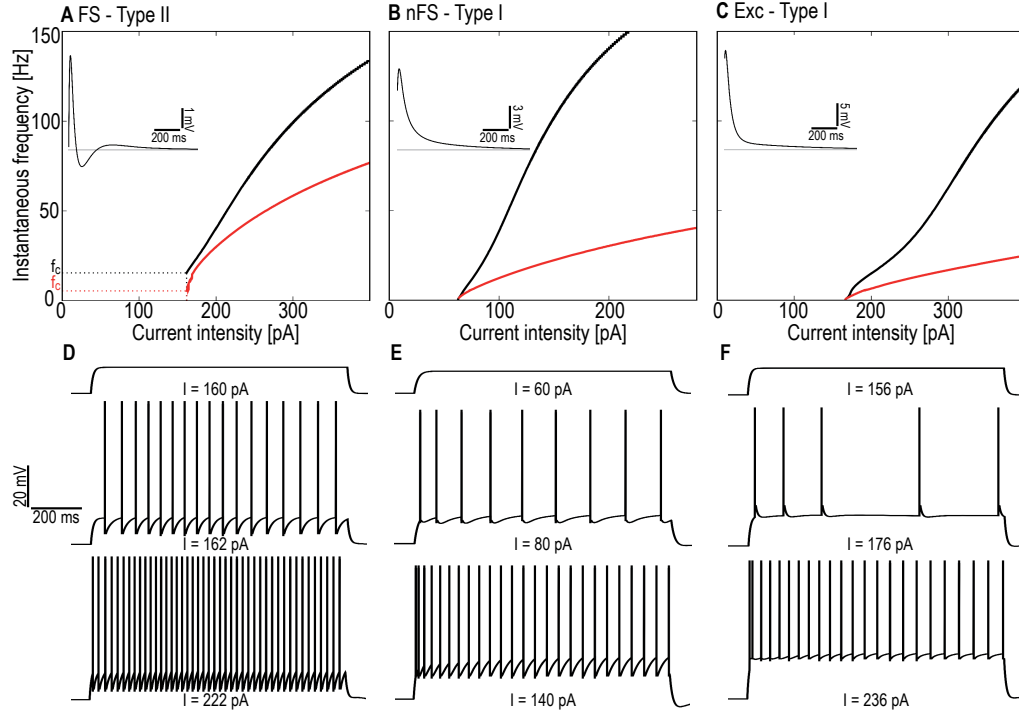 A FS - Type II
B nFS - Type I
C Exc - Type I
Instantaneous frequency [Hz]
150
100
50
0
fc
fc
1 mV
200 ms
3 mV
200 ms
5 mV
200 ms
0 100 200 300
0 100 200
0 100 200 300
Current intensity [pA]
Current intensity [pA]
Current intensity [pA]
D
E
F
I = 160 pA
I = 60 pA
I = 156 pA
20 mV
200 ms
I = 162 pA
I = 80 pA
I = 176 pA
I = 222 pA
I = 140 pA
I = 236 pA